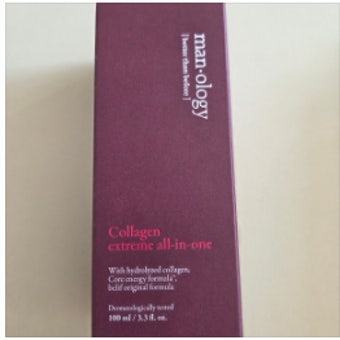 man·ology
[ better than before ]
Collagen
extreme all-in-one
With hydrolyzed collagen,
Core energy formula™,
belif original formula
Dermatologically tested
100 ml / 3.3 fl. oz.